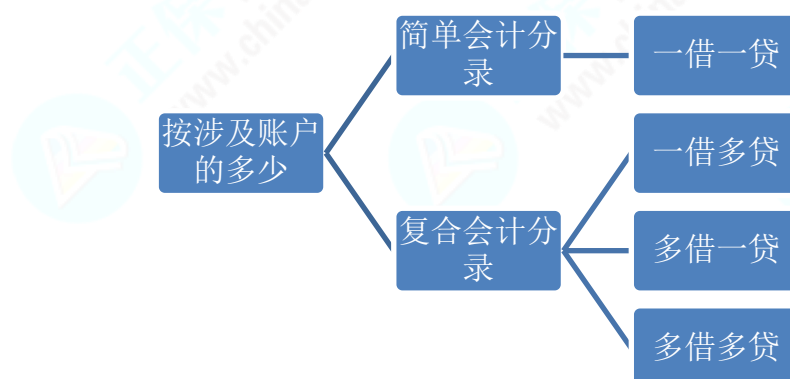 按涉及账户
的多少
简单会计分
录
一借一贷
复合会计分
录
一借多贷
多借一贷
多借多贷